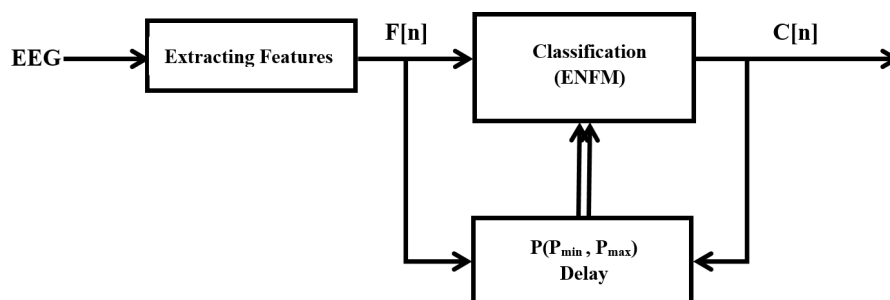 EEG
Extracting Features
F[n]
Classification
(ENFM)
C[n]
P(Pmin , Pmax)
Delay